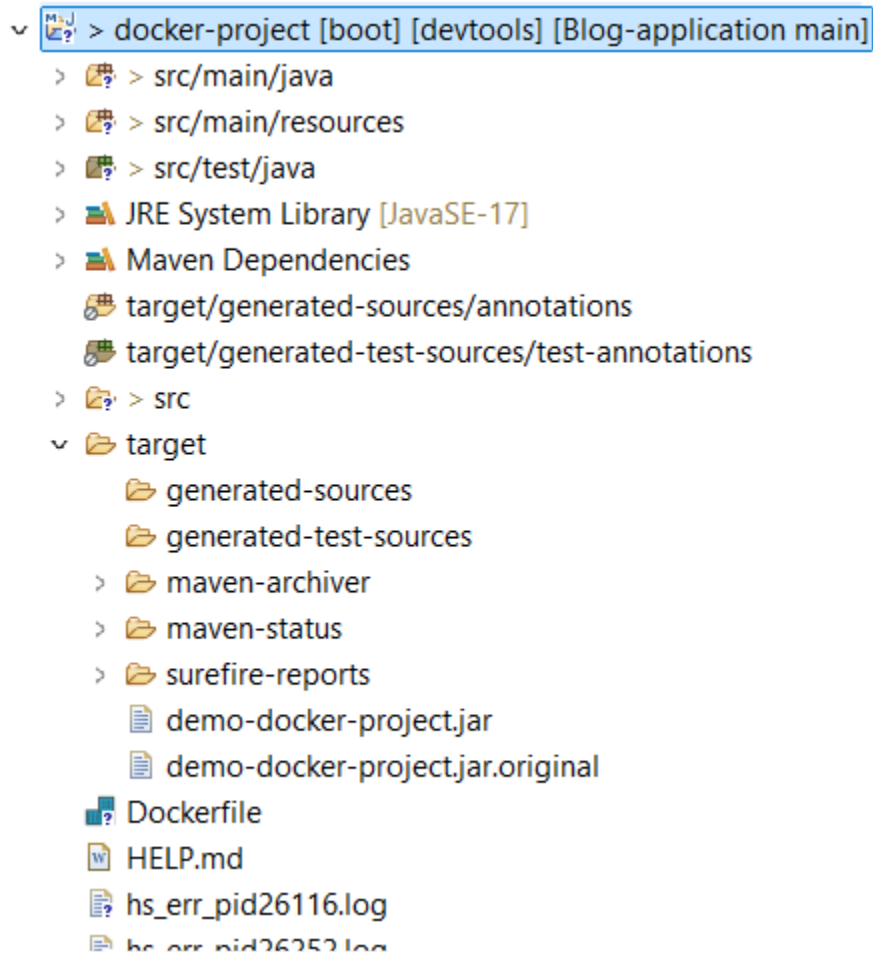 > docker-project [boot] [devtools] [Blog-application main]
> src/main/java
> src/main/resources
> src/test/java
JRE System Library [JavaSE-17]
Maven Dependencies
target/generated-sources/annotations
target/generated-test-sources/test-annotations
> src
target
generated-sources
generated-test-sources
maven-archiver
maven-status
surefire-reports
demo-docker-project.jar
demo-docker-project.jar.original
Dockerfile
HELP.md
hs_err_pid26116.log
hs_err_pid26252.log